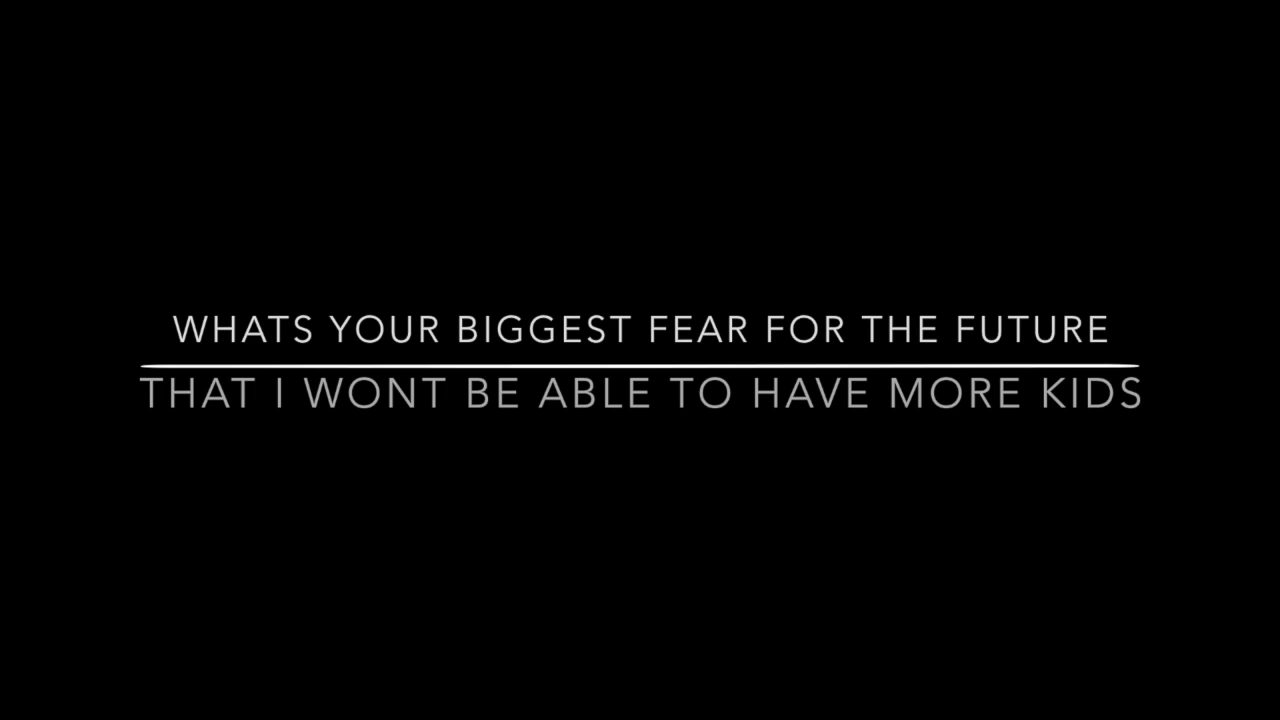 WHATS YOUR BIGGEST FEAR FOR THE FUTURE
THAT I WONT BE ABLE TO HAVE MORE KIDS